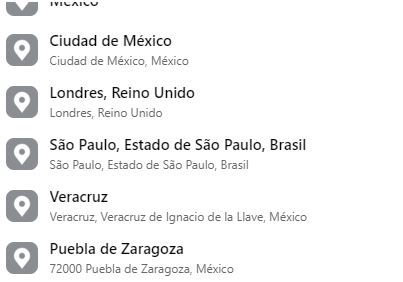 México
Ciudad de México
Ciudad de México, México
Londres, Reino Unido
Londres, Reino Unido
São Paulo, Estado de São Paulo, Brasil
São Paulo, Estado de São Paulo, Brasil
Veracruz
Veracruz, Veracruz de Ignacio de la Llave, México
Puebla de Zaragoza
72000 Puebla de Zaragoza, México